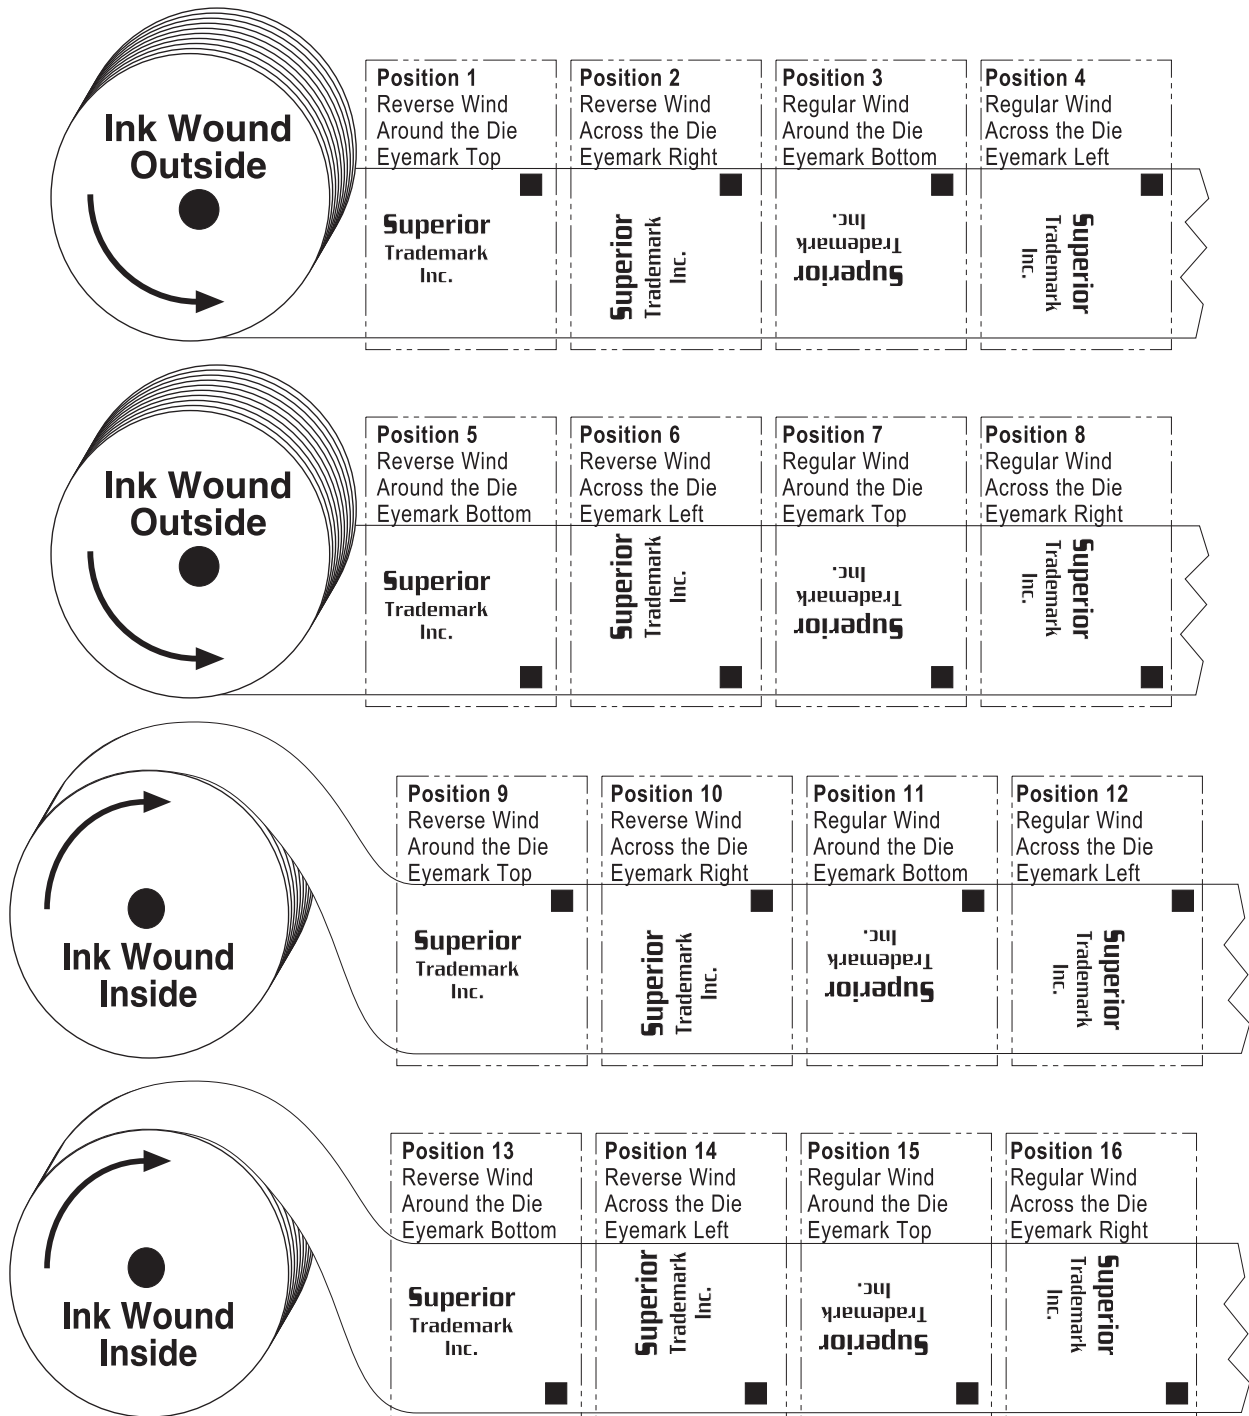 Ink Wound
Outside
Position 1
Reverse Wind
Around the Die
Eyemark Top
Superior
Trademark
Inc.
Position 2
Reverse Wind
Across the Die
Eyemark Right
Superior
Trademark
Inc.
Position 3
Regular Wind
Around the Die
Eyemark Bottom
Superior
Trademark
Inc.
Position 4
Regular Wind
Across the Die
Eyemark Left
Superior
Trademark
Inc.
Ink Wound
Outside
Position 5
Reverse Wind
Around the Die
Eyemark Bottom
Superior
Trademark
Inc.
Position 6
Reverse Wind
Across the Die
Eyemark Left
Superior
Trademark
Inc.
Position 7
Regular Wind
Around the Die
Eyemark Top
Superior
Trademark
Inc.
Position 8
Regular Wind
Across the Die
Eyemark Right
Superior
Trademark
Inc.
Ink Wound
Inside
Position 9
Reverse Wind
Around the Die
Eyemark Top
Superior
Trademark
Inc.
Position 10
Reverse Wind
Across the Die
Eyemark Right
Superior
Trademark
Inc.
Position 11
Regular Wind
Around the Die
Eyemark Bottom
Superior
Trademark
Inc.
Position 12
Regular Wind
Across the Die
Eyemark Left
Superior
Trademark
Inc.
Ink Wound
Inside
Position 13
Reverse Wind
Around the Die
Eyemark Bottom
Superior
Trademark
Inc.
Position 14
Reverse Wind
Across the Die
Eyemark Left
Superior
Trademark
Inc.
Position 15
Regular Wind
Around the Die
Eyemark Top
Superior
Trademark
Inc.
Position 16
Regular Wind
Across the Die
Eyemark Right
Superior
Trademark
Inc.